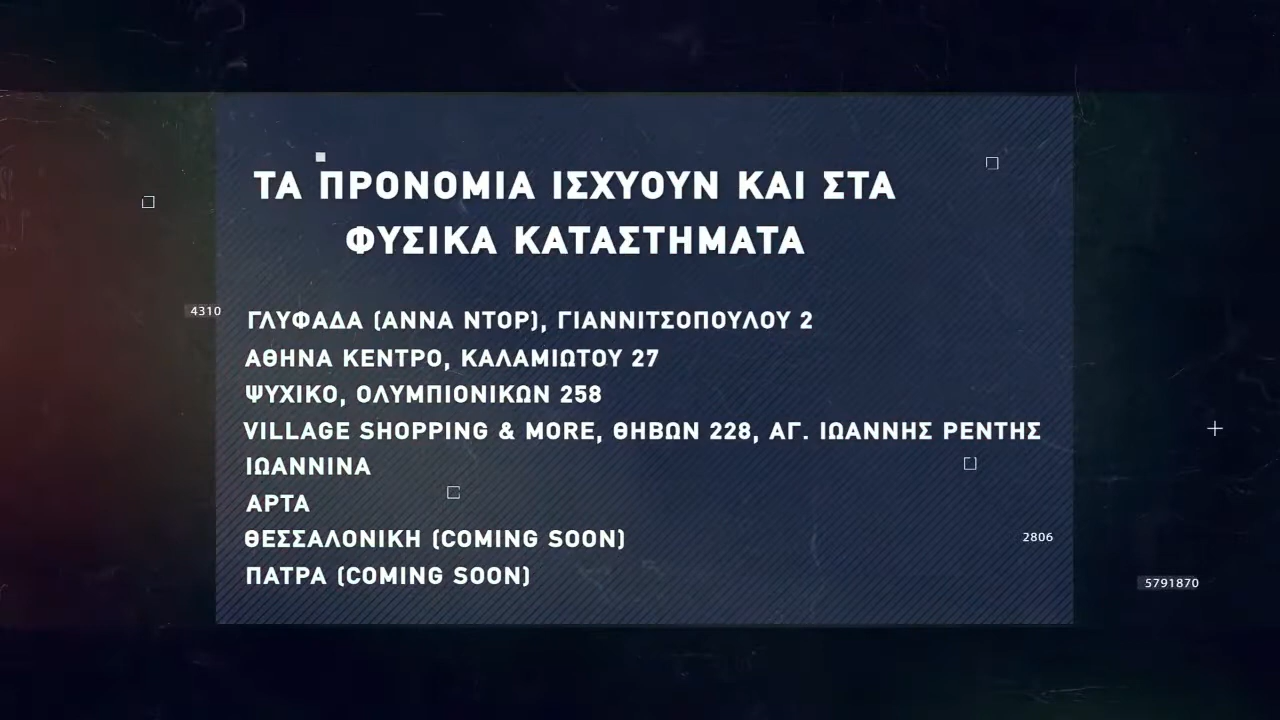 ΤΑ ΠΡΟΝΟΜΙΑ ΙΣΧΥΟΥΝ ΚΑΙ ΣΤΑ
ΦΥΣΙΚΑ ΚΑΤΑΣΤΗΜΑΤΑ
4310
ΓΛΥΦΑΔΑ (ΑΝΝΑ ΝΤΟΡ), ΓΙΑΝΝΙΤΣΟΠΟΥΛΟΥ 2
ΑΘΗΝΑ ΚΕΝΤΡΟ, ΚΑΛΑΜΙΩΤΟΥ 27
ΨΥΧΙΚΟ, ΟΛΥΜΠΙΟΝΙΚΩΝ 258
VILLAGE SHOPPING & MORE, ΘΗΒΩΝ 228, ΑΓ. ΙΩΑΝΝΗΣ ΡΕΝΤΗΣ
ΙΩΑΝΝΙΝΑ
ΑΡΤΑ
ΘΕΣΣΑΛΟΝΙΚΗ (COMING SOON)
2806
ΠΑΤΡΑ (COMING SOON)
5791870